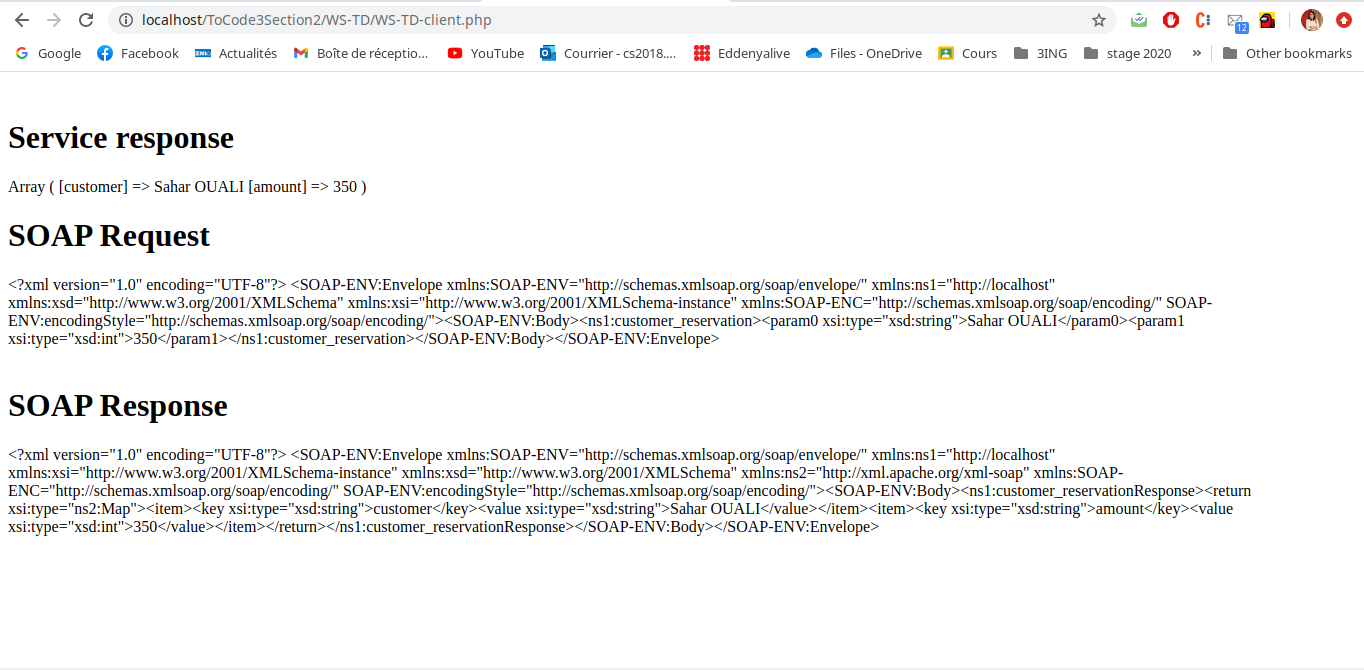 localhost/ToCode3Section2/WS-TD/WS-TD-client.php
12
Google Facebook Actualités Boîte de réceptio... YouTube Courrier - cs2018.... Eddenyalive Files - OneDrive Cours 3ING stage 2020 » Other bookmarks
Service response
Array ( [customer] => Sahar OUALI [amount] => 350 )
SOAP Request
<?xml version="1.0" encoding="UTF-8"?> <SOAP-ENV:Envelope xmlns:SOAP-ENV="http://schemas.xmlsoap.org/soap/envelope/" xmlns:ns1="http://localhost"
xmlns:xsd="http://www.w3.org/2001/XMLSchema" xmlns:xsi="http://www.w3.org/2001/XMLSchema-instance" xmlns:SOAP-ENC="http://schemas.xmlsoap.org/soap/encoding/" SOAP-
ENV:encodingStyle="http://schemas.xmlsoap.org/soap/encoding/"><SOAP-ENV:Body><ns1:customer_reservation><param0 xsi:type="xsd:string">Sahar OUALI</param0><param1
xsi:type="xsd:int">350</param1></ns1:customer_reservation></SOAP-ENV:Body></SOAP-ENV:Envelope>
SOAP Response
<?xml version="1.0" encoding="UTF-8"?> <SOAP-ENV:Envelope xmlns:SOAP-ENV="http://schemas.xmlsoap.org/soap/envelope/" xmlns:ns1="http://localhost"
xmlns:xsi="http://www.w3.org/2001/XMLSchema-instance" xmlns:xsd="http://www.w3.org/2001/XMLSchema" xmlns:ns2="http://xml.apache.org/xml-soap" xmlns:SOAP-
ENC="http://schemas.xmlsoap.org/soap/encoding/" SOAP-ENV:encodingStyle="http://schemas.xmlsoap.org/soap/encoding/"><SOAP-ENV:Body><ns1:customer_reservationResponse><return
xsi:type="ns2:Map"><item><key xsi:type="xsd:string">customer</key><value xsi:type="xsd:string">Sahar OUALI</value></item><item><key xsi:type="xsd:string">amount</key><value
xsi:type="xsd:int">350</value></item></return></ns1:customer_reservationResponse></SOAP-ENV:Body></SOAP-ENV:Envelope>